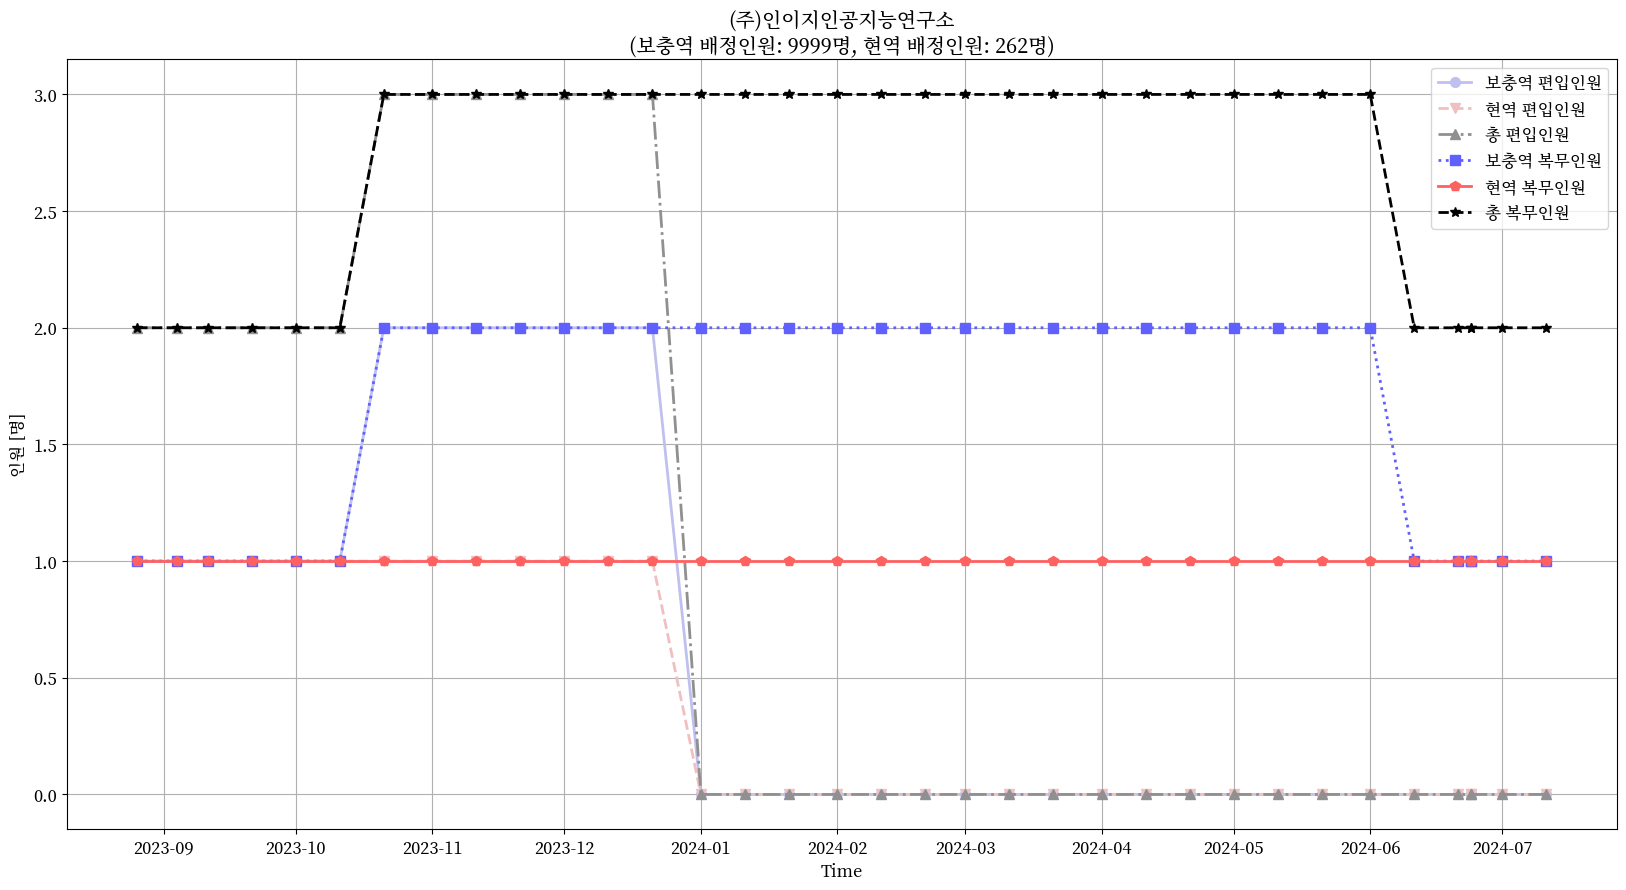 (주)인이지인공지능연구소
(보충역 배정인원: 9999명, 현역 배정인원: 262명)
보충역 편입인원
현역 편입인원
총 편입인원
보충역 복무인원
현역 복무인원
총 복무인원
인원 [명]
3.0
2.5
2.0
1.5
1.0
0.5
0.0
2023-09 2023-10 2023-11 2023-12 2024-01 2024-02 2024-03 2024-04 2024-05 2024-06 2024-07
Time